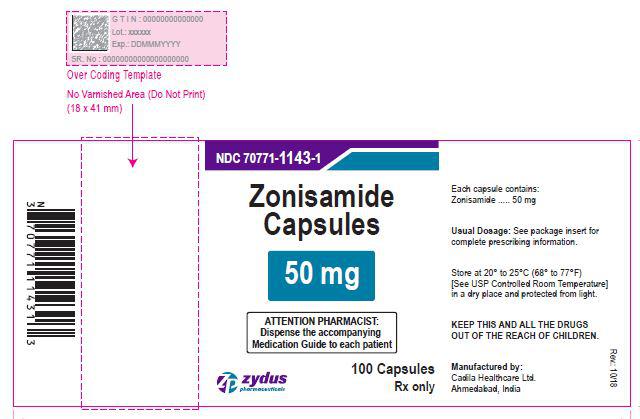 G T I N : 00000000000000
Lot.: xxxxxx
Exp.: DDMMMYYYY
SR. No : 00000000000000000000
Over Coding Template
No Varnished Area (Do Not Print)
(18 x 41 mm)
N
3 70771 11431 3
NDC 70771-1143-1
Zonisamide
Capsules
50 mg
ATTENTION PHARMACIST:
Dispense the accompanying
Medication Guide to each patient
zydus
pharmaceuticals
100 Capsules
Rx only
Each capsule contains:
Zonisamide ..... 50 mg
Usual Dosage: See package insert for
complete prescribing information.
Store at 20° to 25°C (68° to 77°F)
[See USP Controlled Room Temperature]
in a dry place and protected from light.
KEEP THIS AND ALL THE DRUGS
OUT OF THE REACH OF CHILDREN.
Manufactured by:
Cadila Healthcare Ltd.
Ahmedabad, India
Rev.: 10/18